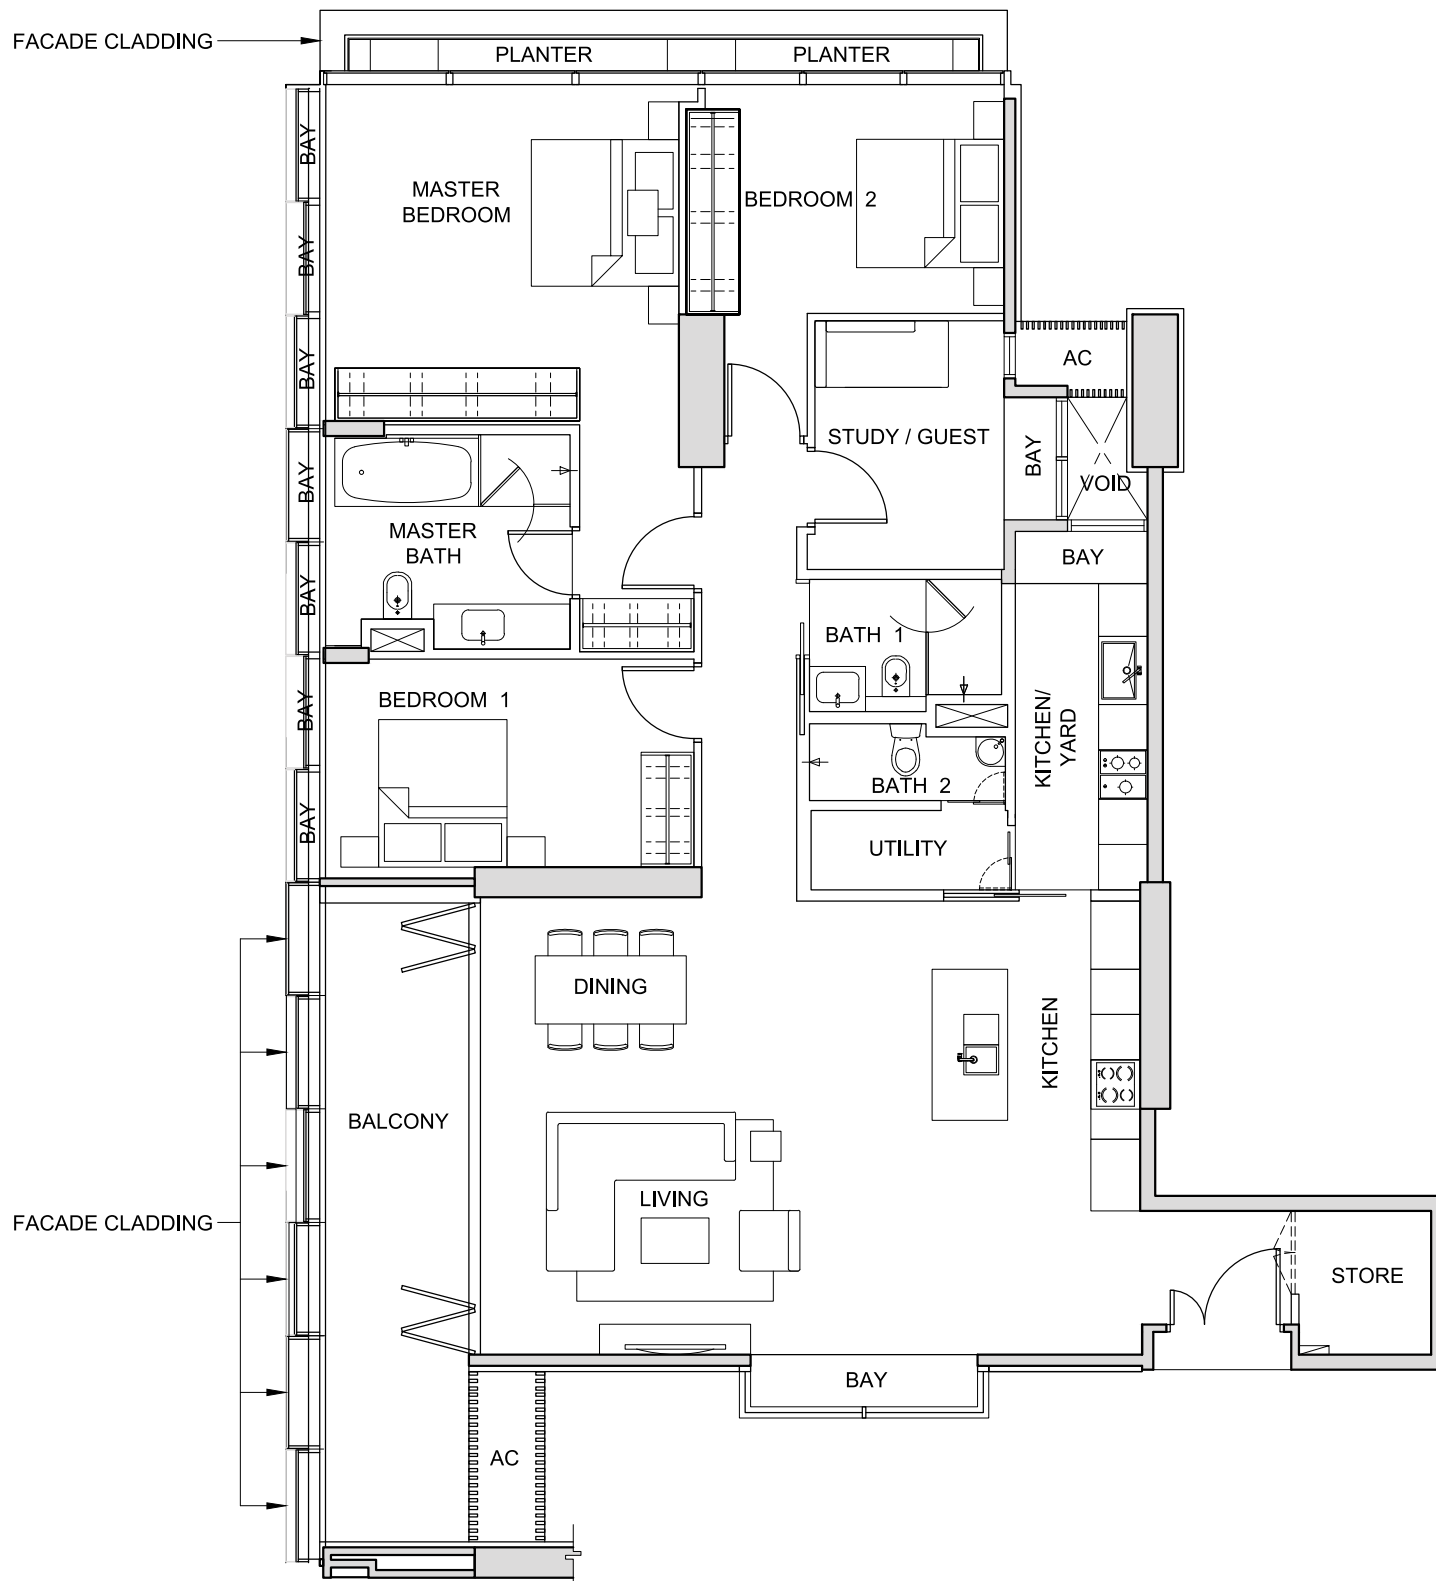 FACADE CLADDING
PLANTER
PLANTER
BAY
MASTER
BEDROOM
BEDROOM 2
BAY
BAY
AC
STUDY / GUEST
BAY
BAY
VOID
MASTER
BATH
BAY
BAY
BATH 1
BAY
BEDROOM 1
KITCHEN/
YARD
BATH 2
BAY
UTILITY
DINING
KITCHEN
BALCONY
LIVING
FACADE CLADDING
STORE
BAY
AC